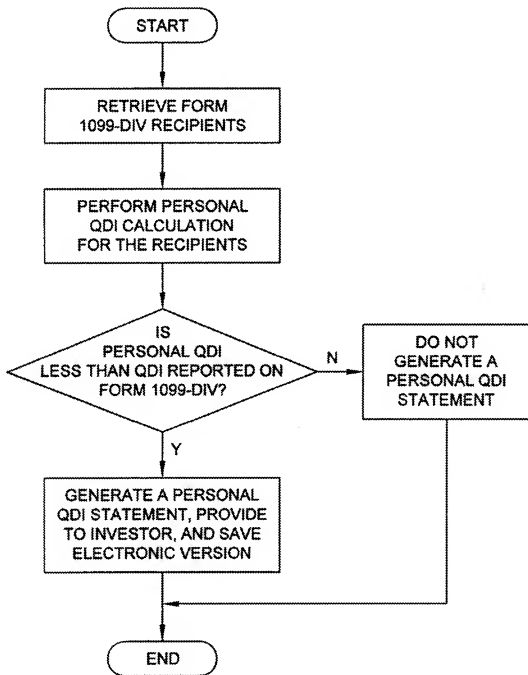 START
RETRIEVE FORM
1099-DIV RECIPIENTS
PERFORM PERSONAL
QDI CALCULATION
FOR THE RECIPIENTS
IS
PERSONAL QDI
LESS THAN QDI REPORTED ON
FORM 1099-DIV?
N
DO NOT
GENERATE A
PERSONAL QDI
STATEMENT
Y
GENERATE A PERSONAL
QDI STATEMENT, PROVIDE
TO INVESTOR, AND SAVE
ELECTRONIC VERSION
END